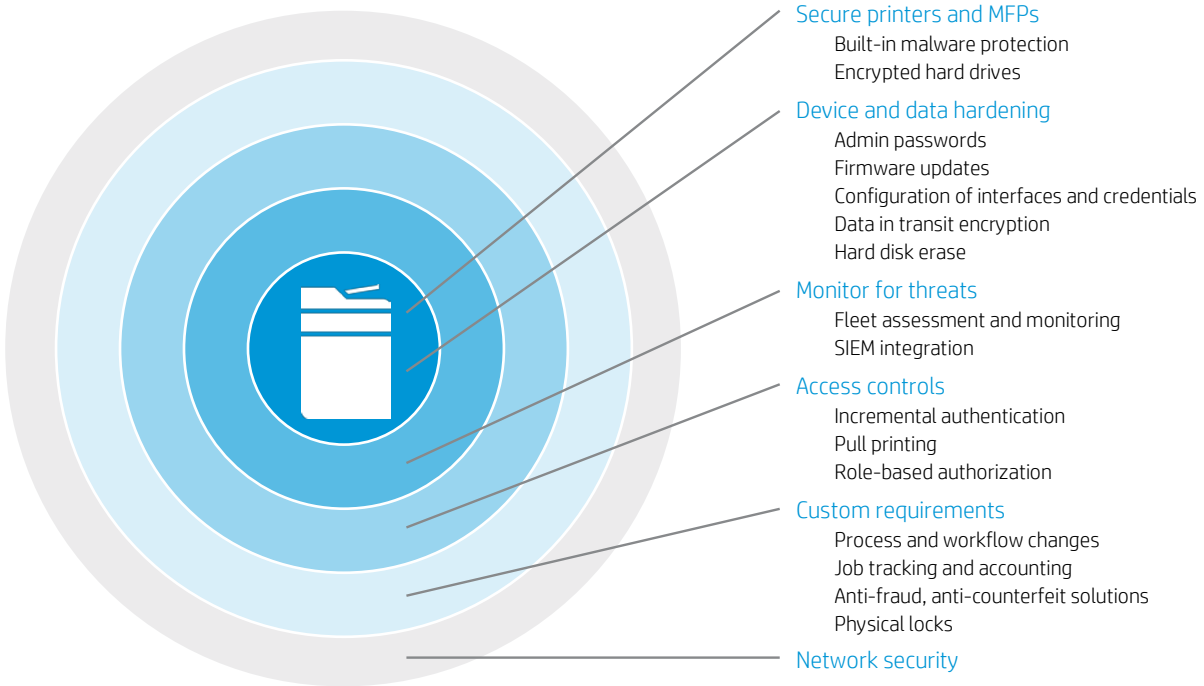 Secure printers and MFPs
Built-in malware protection
Encrypted hard drives
Device and data hardening
Admin passwords
Firmware updates
Configuration of interfaces and credentials
Data in transit encryption
Hard disk erase
Monitor for threats
Fleet assessment and monitoring
SIEM integration
Access controls
Incremental authentication
Pull printing
Role-based authorization
Custom requirements
Process and workflow changes
Job tracking and accounting
Anti-fraud, anti-counterfeit solutions
Physical locks
Network security